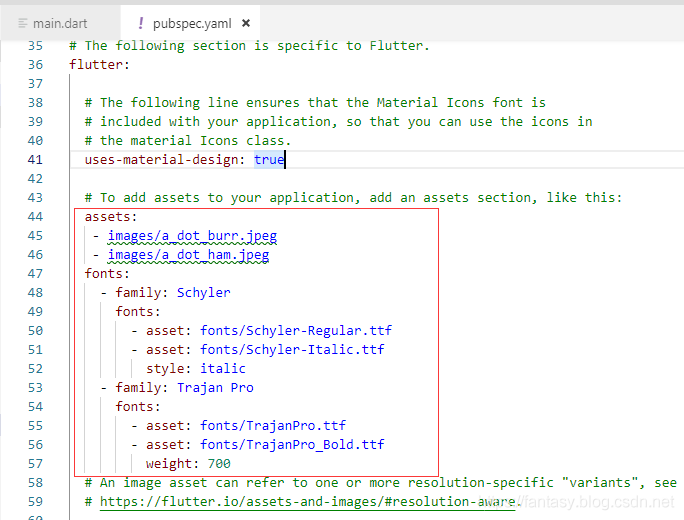 main.dart
! pubspec.yaml ×
35 # The following section is specific to Flutter.
36 flutter:
37
38 # The following line ensures that the Material Icons font is
39 # included with your application, so that you can use the icons in
40 # the material Icons class.
41 uses-material-design: true
42
43 # To add assets to your application, add an assets section, like this:
44 assets:
45 - images/a_dot_burr.jpeg
46 - images/a_dot_ham.jpeg
47 fonts:
48 - family: Schyler
49 fonts:
50 - asset: fonts/Schyler-Regular.ttf
51 - asset: fonts/Schyler-Italic.ttf
52 style: italic
53 - family: Trajan Pro
54 fonts:
55 - asset: fonts/TrajanPro.ttf
56 - asset: fonts/TrajanPro_Bold.ttf
57 weight: 700
58 # An image asset can refer to one or more resolution-specific "variants", see
59 # https://flutter.io/assets-and-images/#resolution-aware.
fantasy.blog.csdn.net